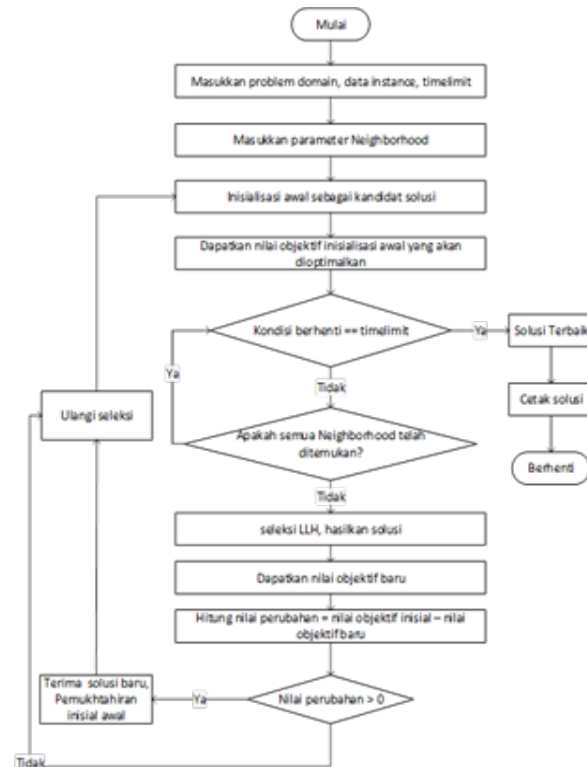 Mulai
Masukkan problem domain, data instance, timelimit
Masukkan parameter Neighborhood
Inisialisasi awal sebagai kandidat solusi
Dapatkan nilai objektif inisialisasi awal yang akan
dioptimalkan
Kondisi berhenti == timelimit
Ya
Solusi Terbaik
Ya
Tidak
Cetak solusi
Ulangi seleksi
Apakah semua Neighborhood telah
ditemukan?
Berhenti
Tidak
seleksi LLH, hasilkan solusi
Dapatkan nilai objektif baru
Hitung nilai perubahan = nilai objektif inisial – nilai
objektif baru
Terima solusi baru,
Pemukhtahiran
inisial awal
Ya
Nilai perubahan > 0
Tidak